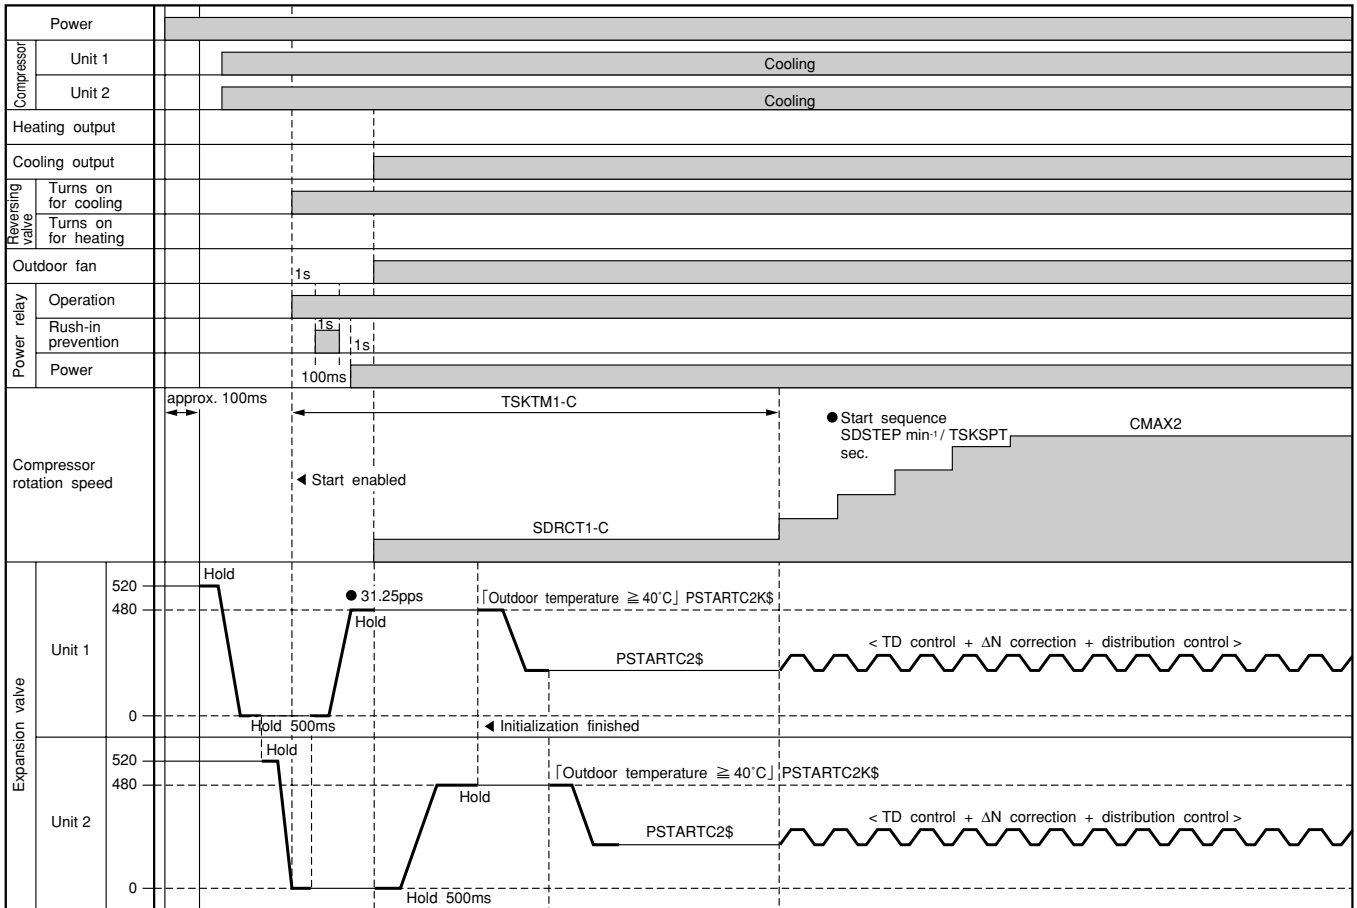 Power
Compressor
Unit 1
Cooling
Unit 2
Cooling
Heating output
Cooling output
Reversing
valve
Turns on
for cooling
Turns on
for heating
Outdoor fan
1s
Power relay
Operation
Rush-in
prevention
1s
1s
Power
100ms
approx. 100ms
TSKTM1-C
● Start sequence
SDSTEP min-1 / TSKSPT
sec.
CMAX2
Compressor
rotation speed
◀ Start enabled
SDRCT1-C
Expansion valve
Unit 1
520
480
0
Hold
● 31.25pps
Hold
「Outdoor temperature ≧ 40°C」 PSTARTC2K$
PSTARTC2$
< TD control + ΔN correction + distribution control >
Hold 500ms
◀ Initialization finished
Unit 2
520
480
0
Hold
「Outdoor temperature ≧ 40°C」 PSTARTC2K$
Hold
PSTARTC2$
< TD control + ΔN correction + distribution control >
Hold 500ms